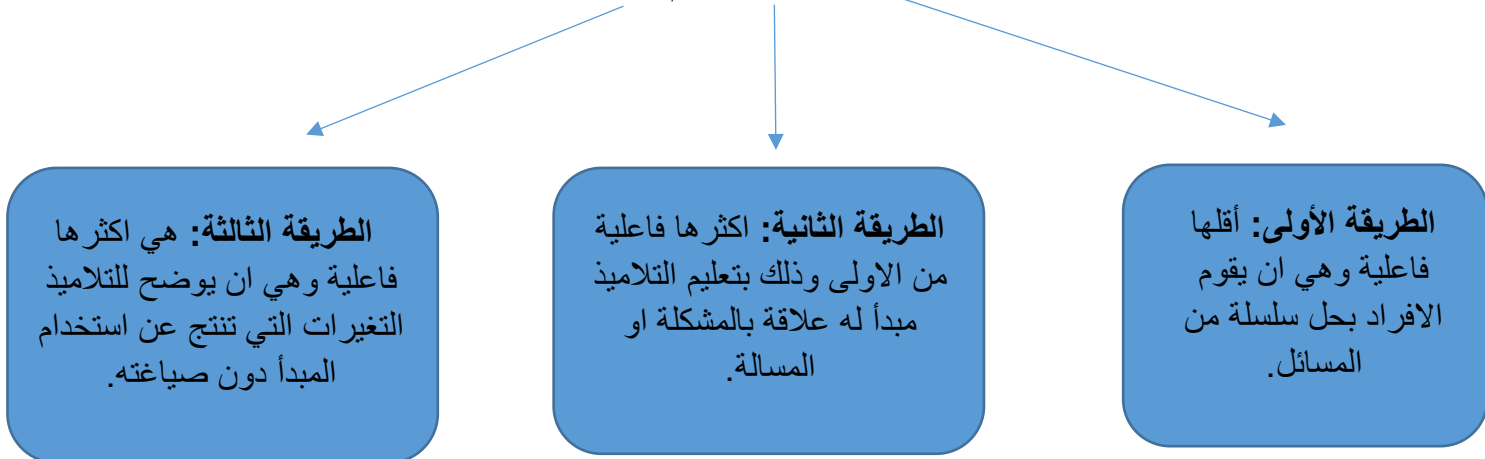 الطريقة الأولى: أقلها
فاعلية وهي ان يقوم
الافراد بحل سلسلة من
المسائل.
الطريقة الثانية: اكثرها فاعلية
من الاولى وذلك بتعليم التلاميذ
مبدأ له علاقة بالمشكلة او
المسالة.
الطريقة الثالثة: هي اكثرها
فاعلية وهي ان يوضح للتلاميذ
التغيرات التي تنتج عن استخدام
المبدأ دون صياغته.